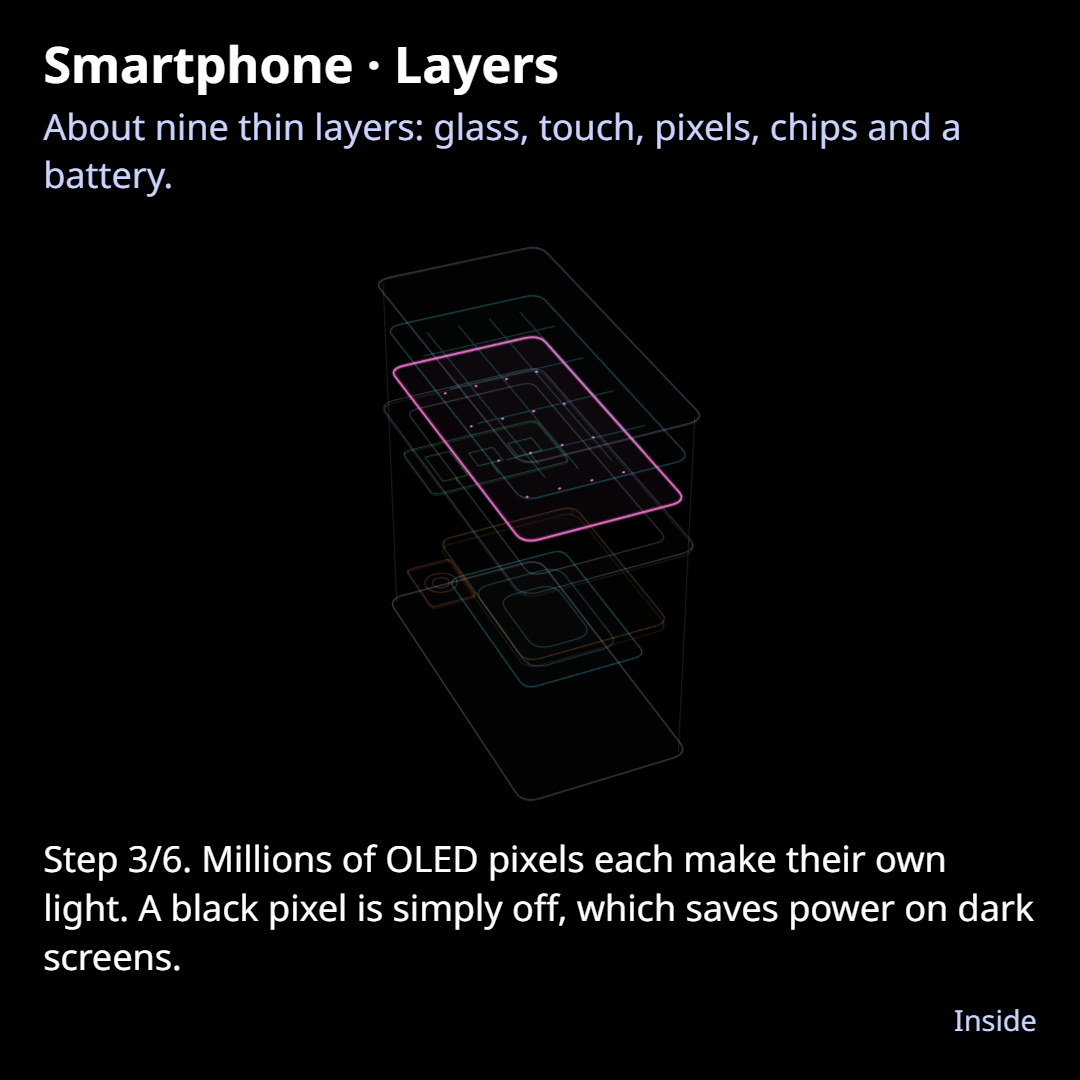 Smartphone · Layers
About nine thin layers: glass, touch, pixels, chips and a
battery.
Step 3/6. Millions of OLED pixels each make their own
light. A black pixel is simply off, which saves power on dark
screens.
Inside